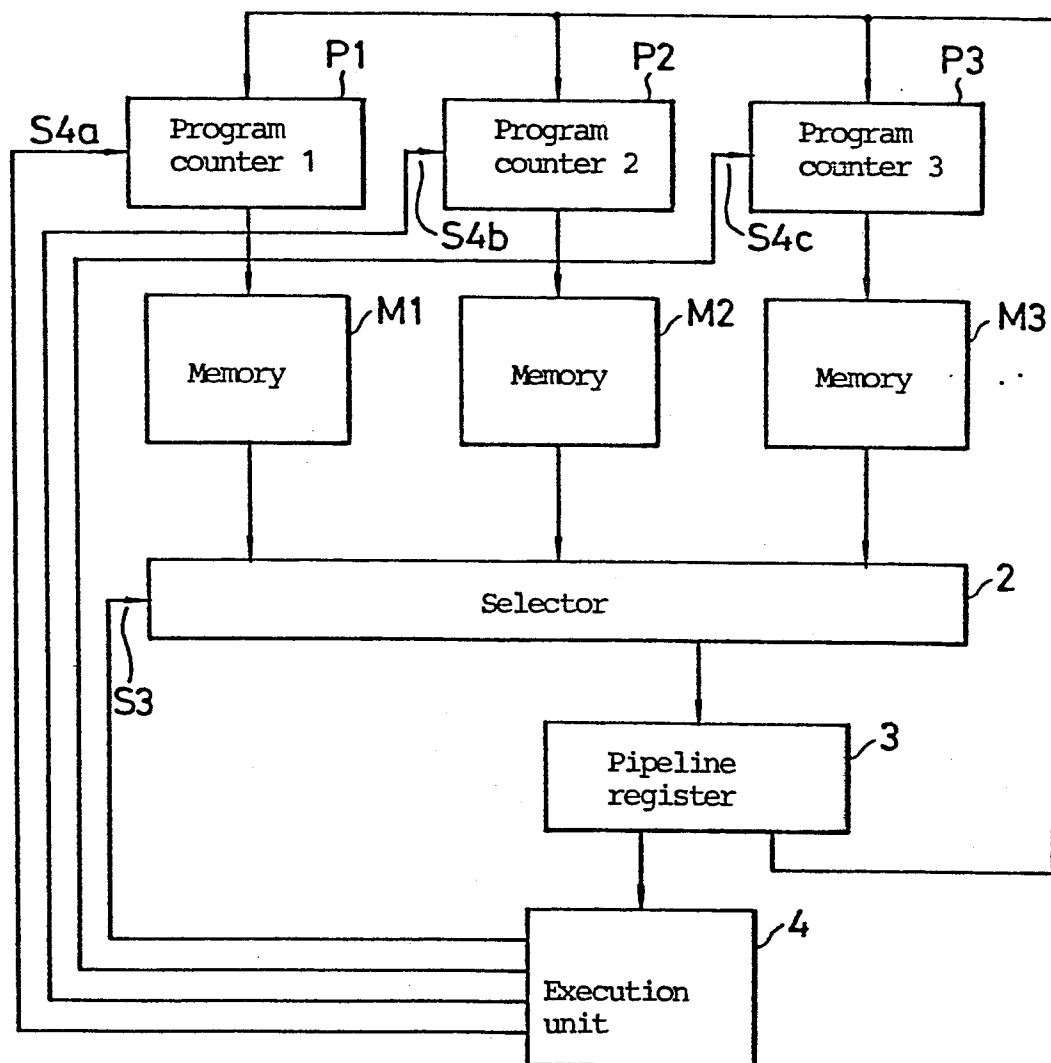 P1
P2
P3
S4a
Program
counter 1
Program
counter 2
Program
counter 3
S4b
S4c
M1
M2
M3
Memory
Memory
Memory
. .
2
Selector
S3
3
Pipeline
register
4
Execution
unit